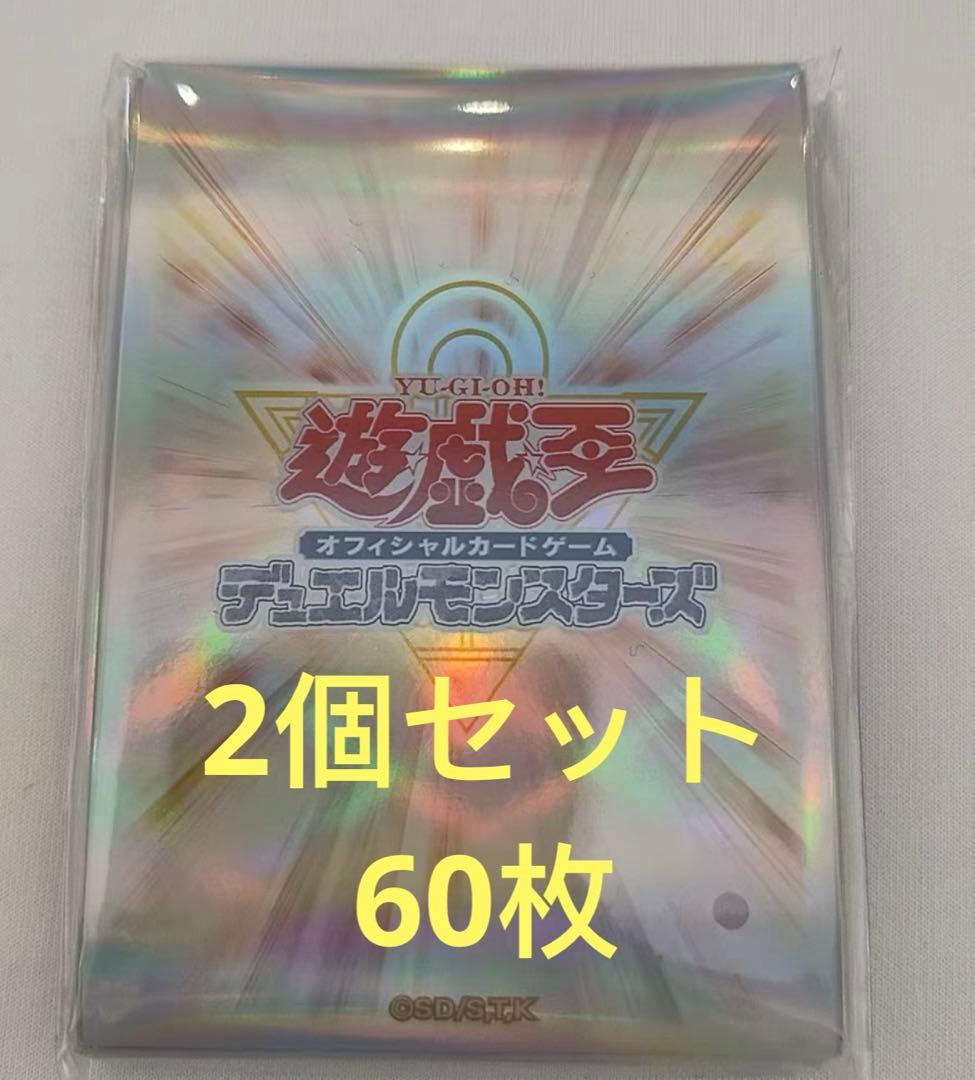 YU-GI-OH!
遊戯王
オフィシャルカードゲーム
デュエルモンスターズ
2個セット
60枚
©SD/S,T,K